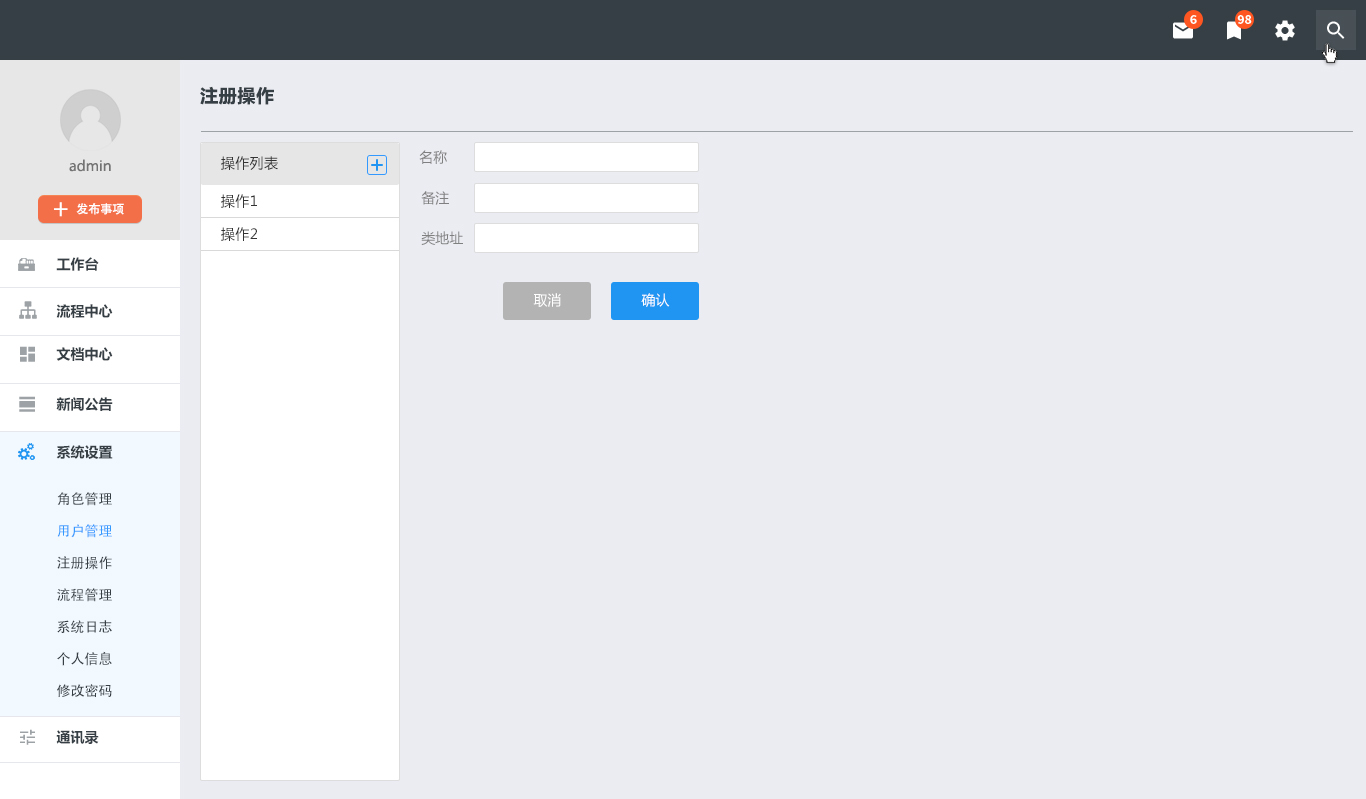 6
98
admin
发布事项
工作台
流程中心
文档中心
新闻公告
系统设置
角色管理
用户管理
注册操作
流程管理
系统日志
个人信息
修改密码
通讯录
注册操作
操作列表
操作1
操作2
名称
备注
类地址
取消
确认